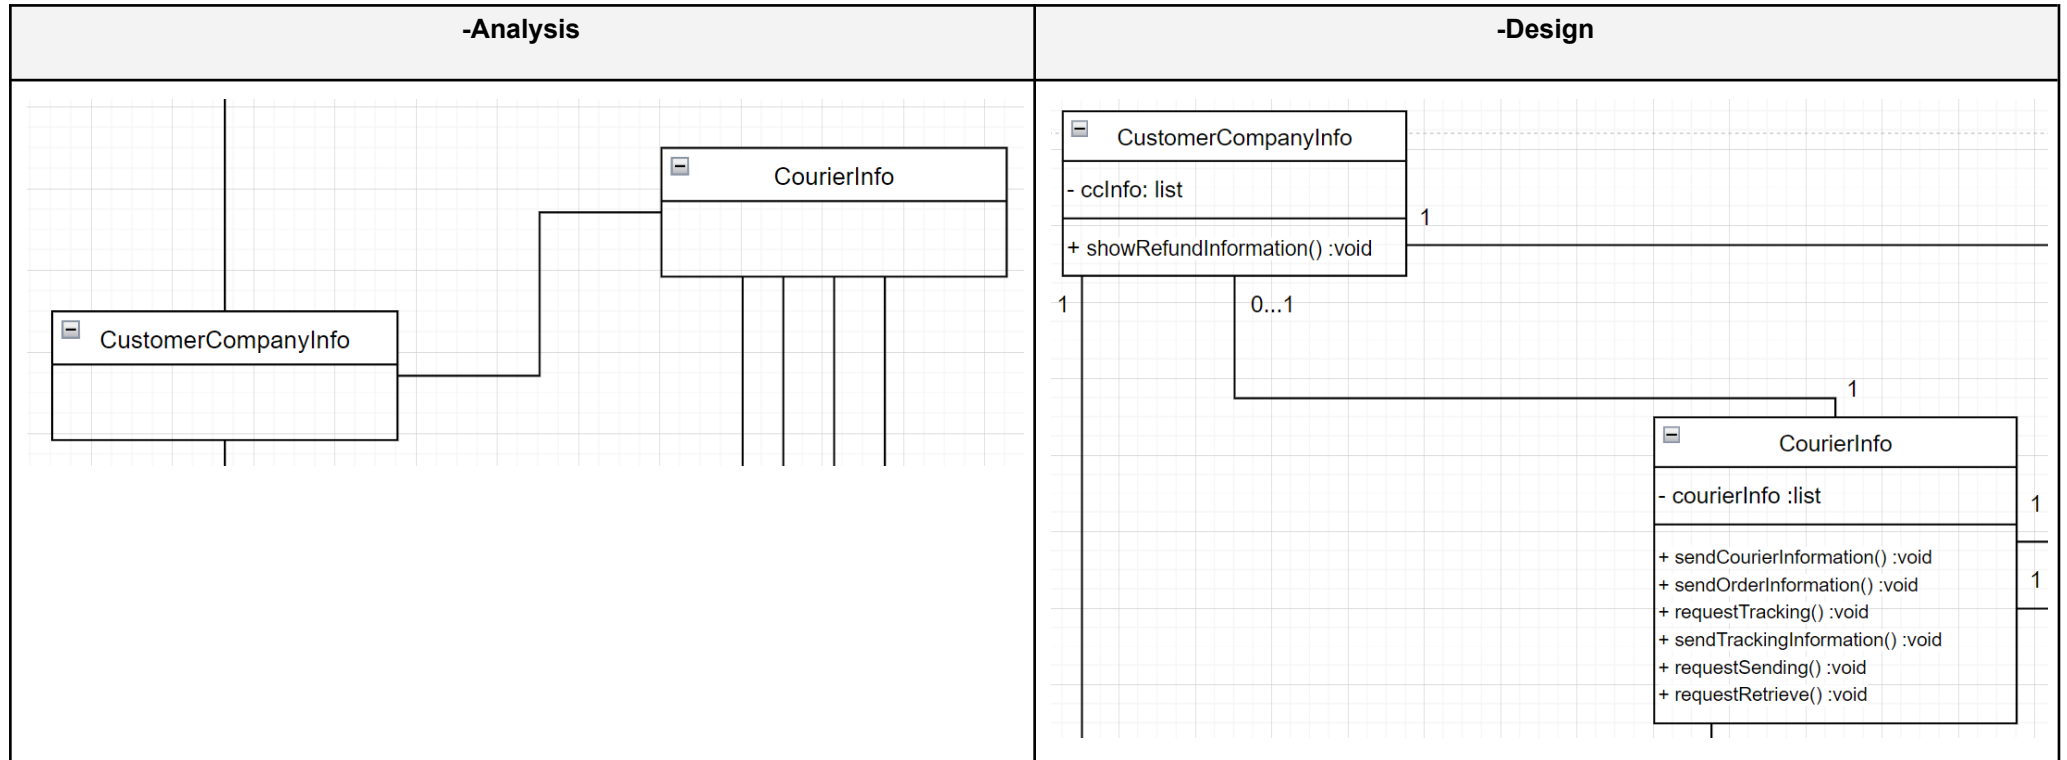 -Analysis
-Design
CourierInfo
CustomerCompanyInfo
CustomerCompanyInfo
- ccInfo: list
+ showRefundInformation() :void
1
1
0...1
1
CourierInfo
- courierInfo :list
1
+ sendCourierInformation() :void
+ sendOrderInformation() :void
1
+ requestTracking() :void
+ sendTrackingInformation() :void
+ requestSending() :void
+ requestRetrieve() :void